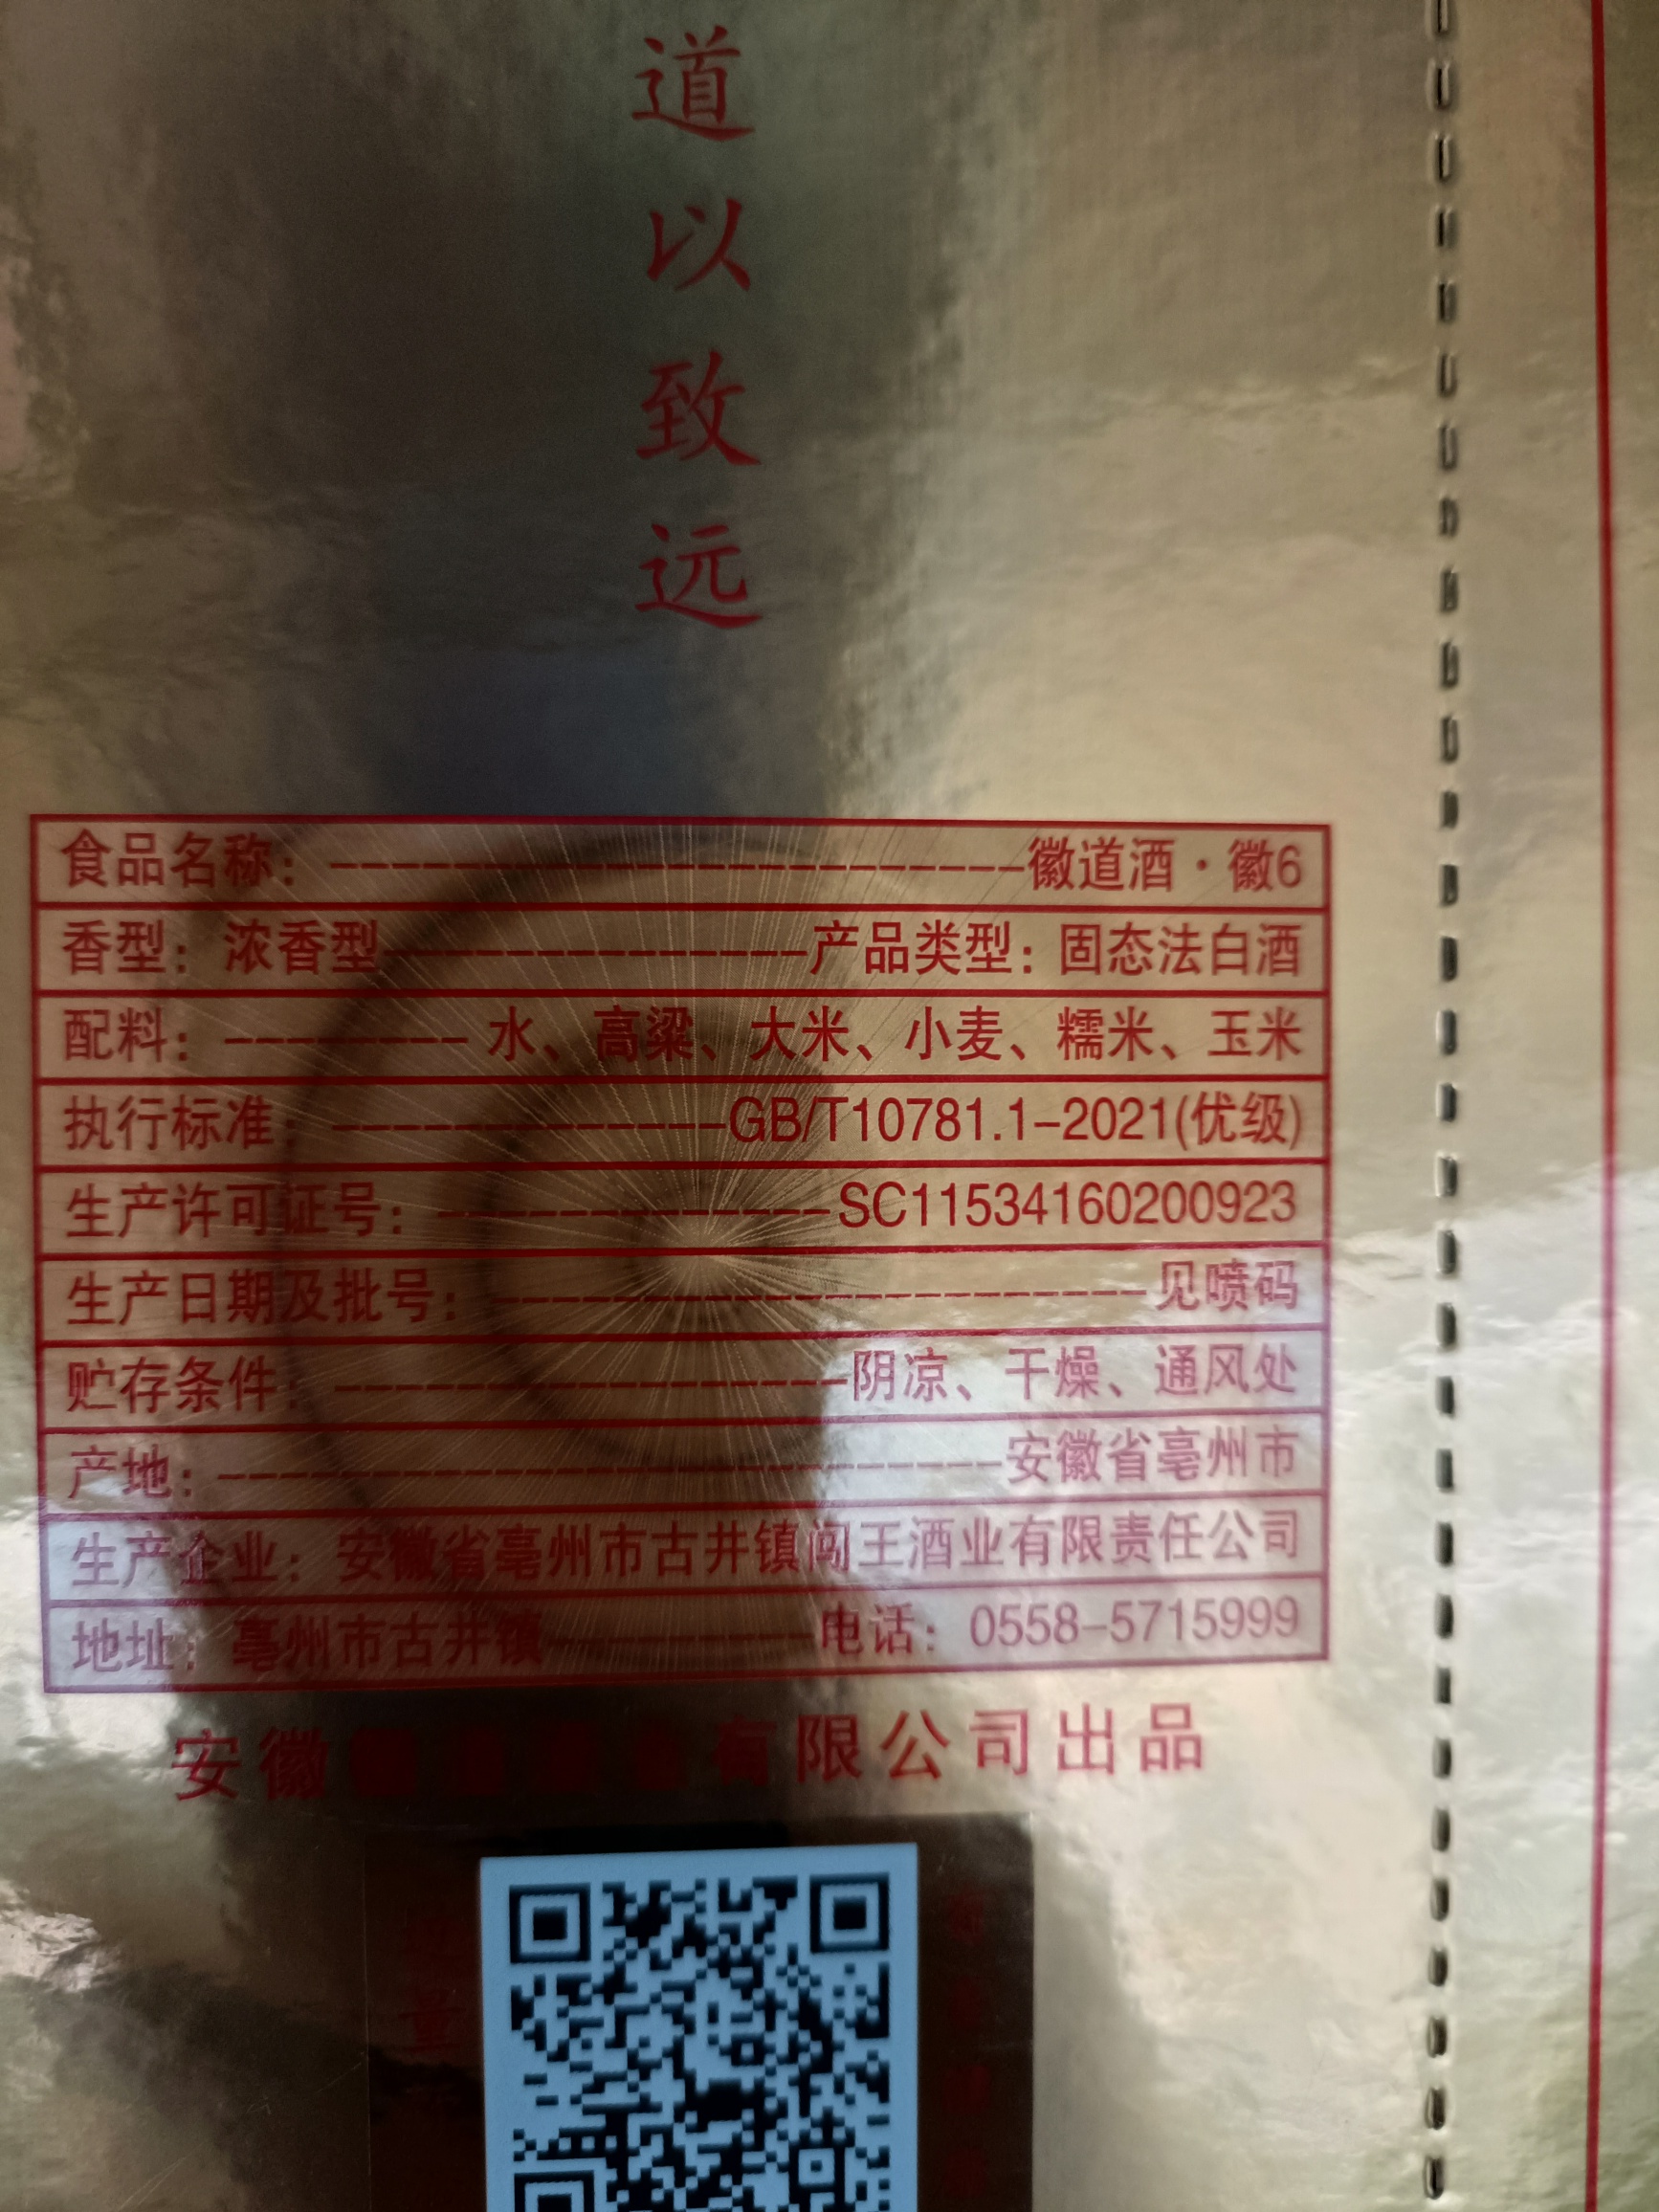 道以致远
食品名称：----------------------徽道酒·徽6
香型：浓香型----------------产品类型：固态法白酒
配料：--------- 水、高粱、大米、小麦、糯米、玉米
执行标准 ---------------GB/T10781.1-2021(优级)
生产许可证号：---------------SC11534160200923
生产日期及批号：------------------------见喷码
贮存条件：-------------------阴凉、干燥、通风处
产地：-----------------------------安徽省亳州市
生产企业：安徽省亳州市古井镇闯王酒业有限责任公司
地址：亳州市古井镇----------电话：0558-5715999
安徽 有限公司出品
量